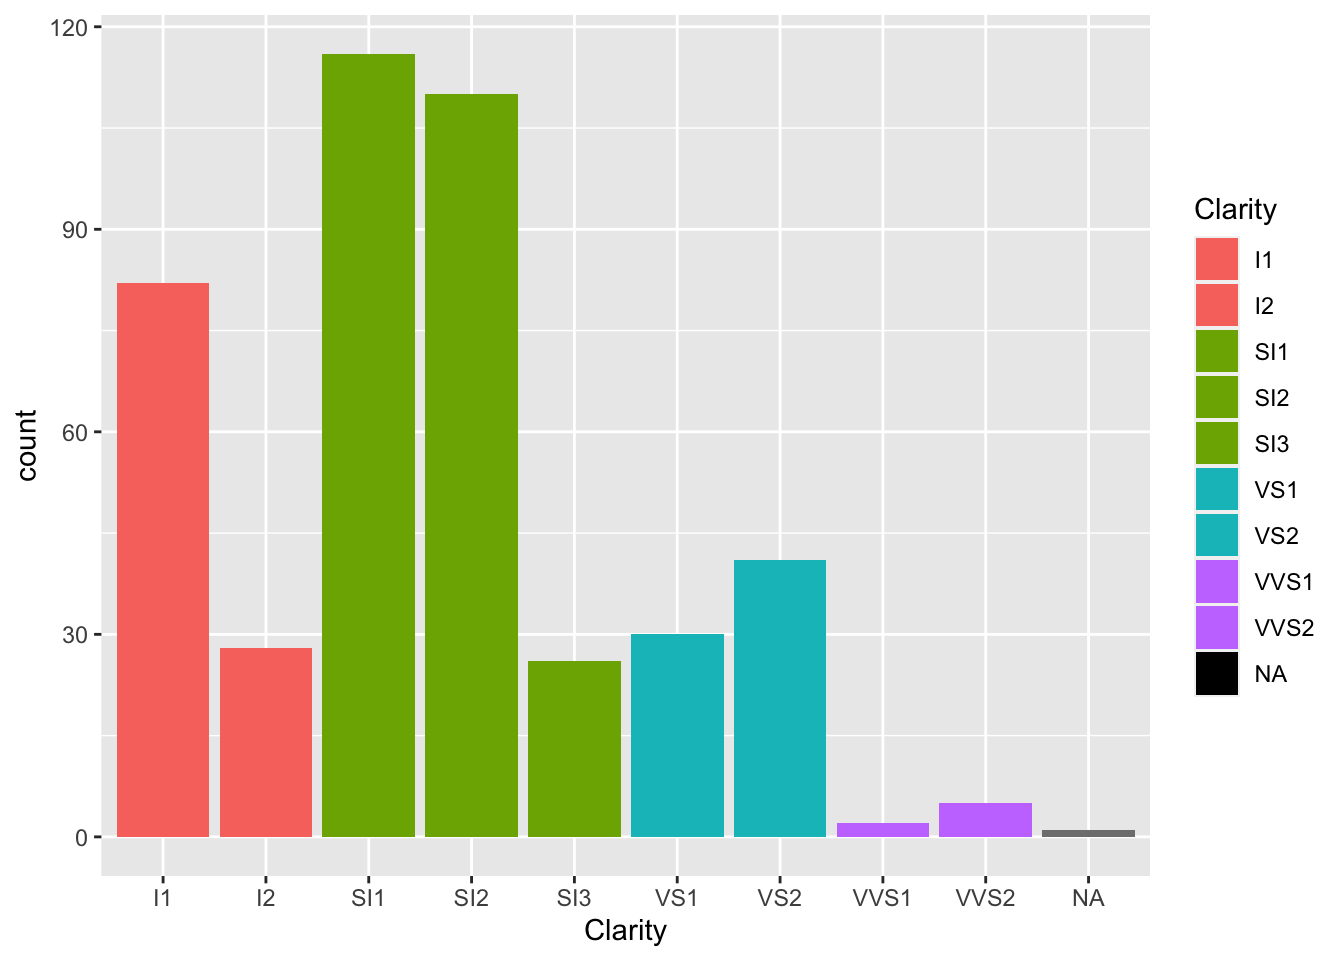 120
90
60
30
0
count
I1 I2 SI1 SI2 SI3 VS1 VS2 VVS1 VVS2 NA
Clarity
Clarity
I1
I2
SI1
SI2
SI3
VS1
VS2
VVS1
VVS2
NA